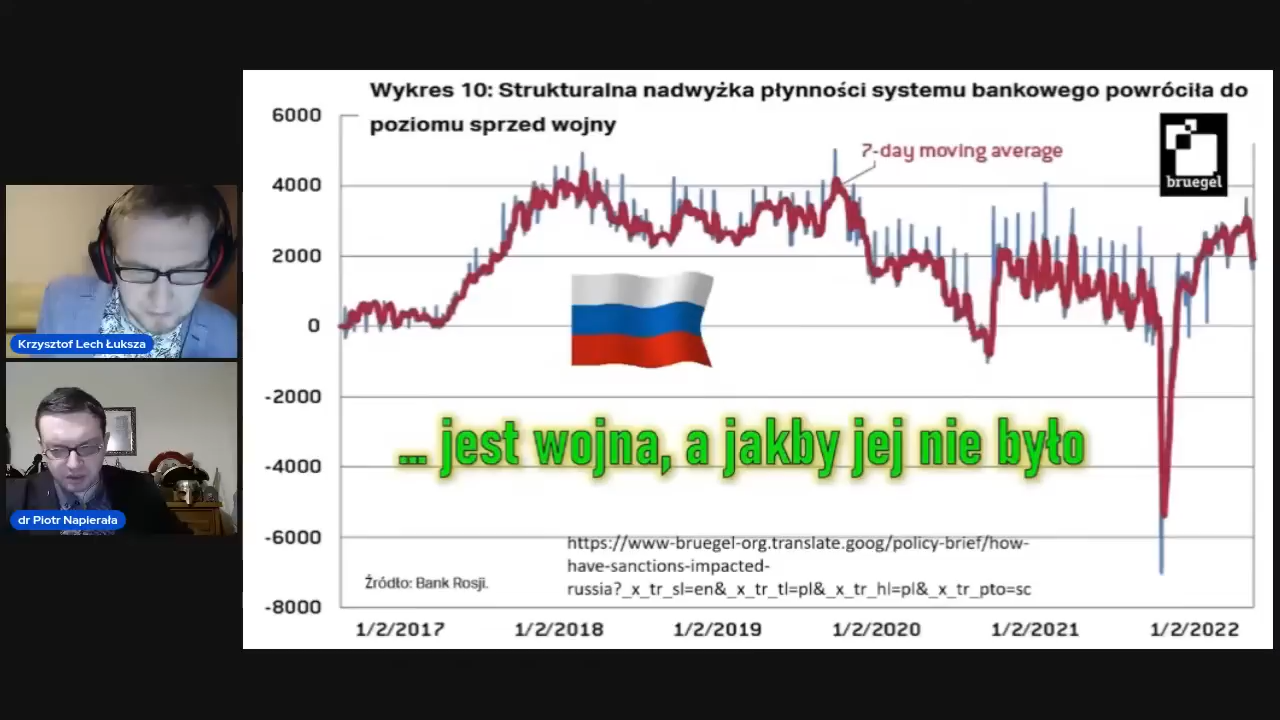 Wykres 10: Strukturalna nadwyżka płynności systemu bankowego powróciła do
poziomu sprzed wojny
6000
4000
2000
0
-2000
-4000
-6000
-8000
7-day moving average
bruegel
Krzysztof Lech Łuksza
dr Piotr Napierała
... jest wojna, a jakby jej nie było
https://www-bruegel-org.translate.goog/policy-brief/how-
have-sanctions-impacted-
russia?_x_tr_sl=en&_x_tr_tl=pl&_x_tr_hl=pl&_x_tr_pto=sc
Źródło: Bank Rosji.
1/2/2017 1/2/2018 1/2/2019 1/2/2020 1/2/2021 1/2/2022